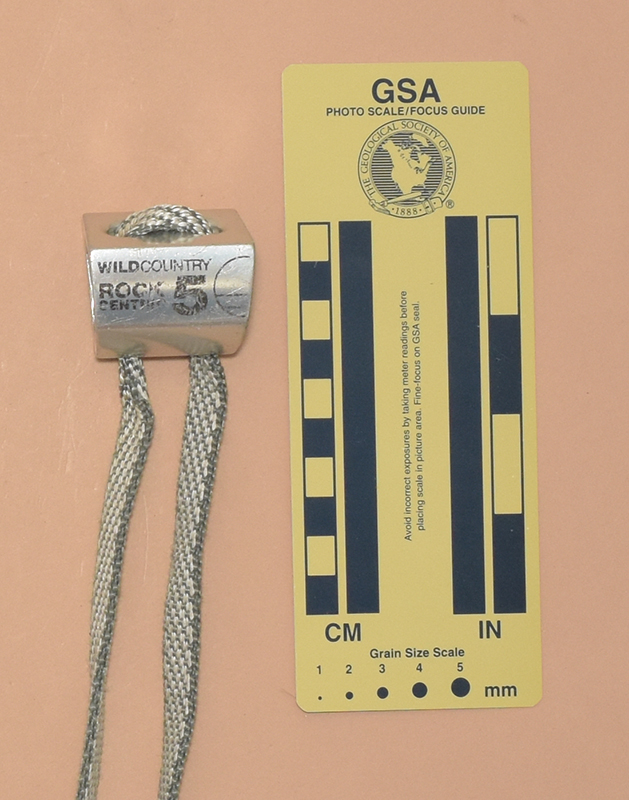 WILDCOUNTRY
ROCK 5
CENTRIC
GSA
PHOTO SCALE/FOCUS GUIDE
THE GEOLOGICAL SOCIETY OF AMERICA
• 1888 •
®
Avoid incorrect exposures by taking meter readings before
placing scale in picture area. Fine-focus on GSA seal.
CM
IN
Grain Size Scale
1 2 3 4 5
mm